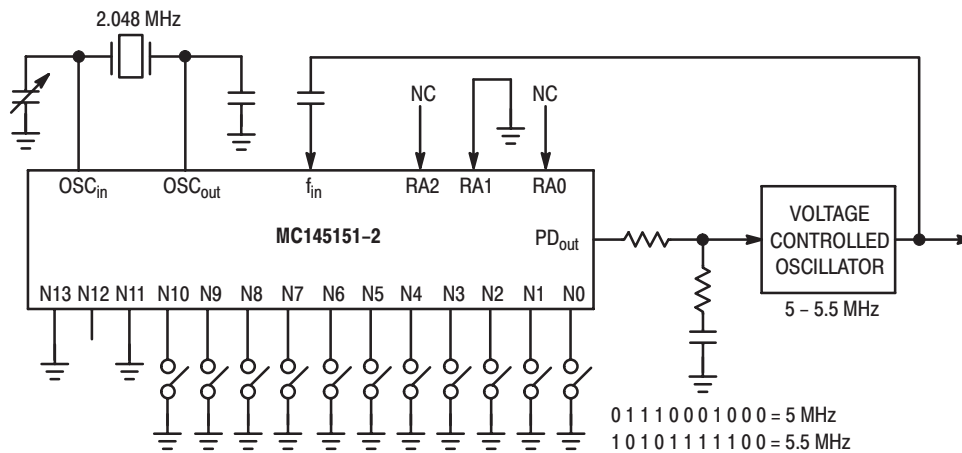 2.048 MHz
NC NC
OSCin OSCout fin RA2 RA1 RA0
MC145151–2
PDout
VOLTAGE
CONTROLLED
OSCILLATOR
5 – 5.5 MHz
N13 N12 N11 N10 N9 N8 N7 N6 N5 N4 N3 N2 N1 N0
0 1 1 1 0 0 0 1 0 0 0 = 5 MHz
1 0 1 0 1 1 1 1 1 0 0 = 5.5 MHz